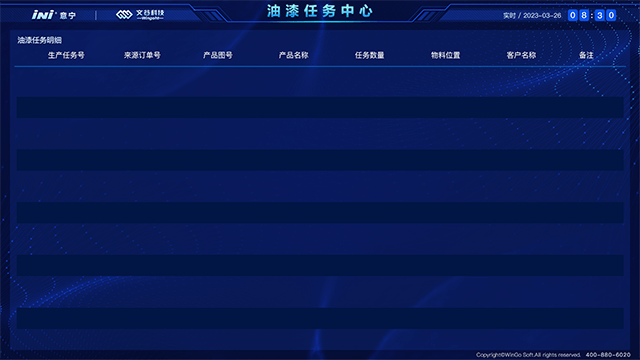 iNi 意宁 文谷科技 WingsHo 油漆任务中心 实时 / 2023-03-26 08:30
油漆任务明细
生产任务号 来源订单号 产品图号 产品名称 任务数量 物料位置 客户名称 备注
Copyright©WinGo Soft,All rights reserved. 400-880-6020